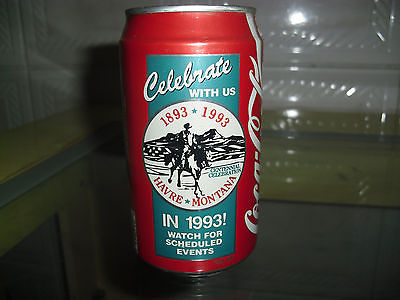 Celebrate
WITH US
1893 ★ 1993
CENTENNIAL
CELEBRATION
HAVRE ★ MONTANA
IN 1993!
WATCH FOR
SCHEDULED
EVENTS
Coca-Cola